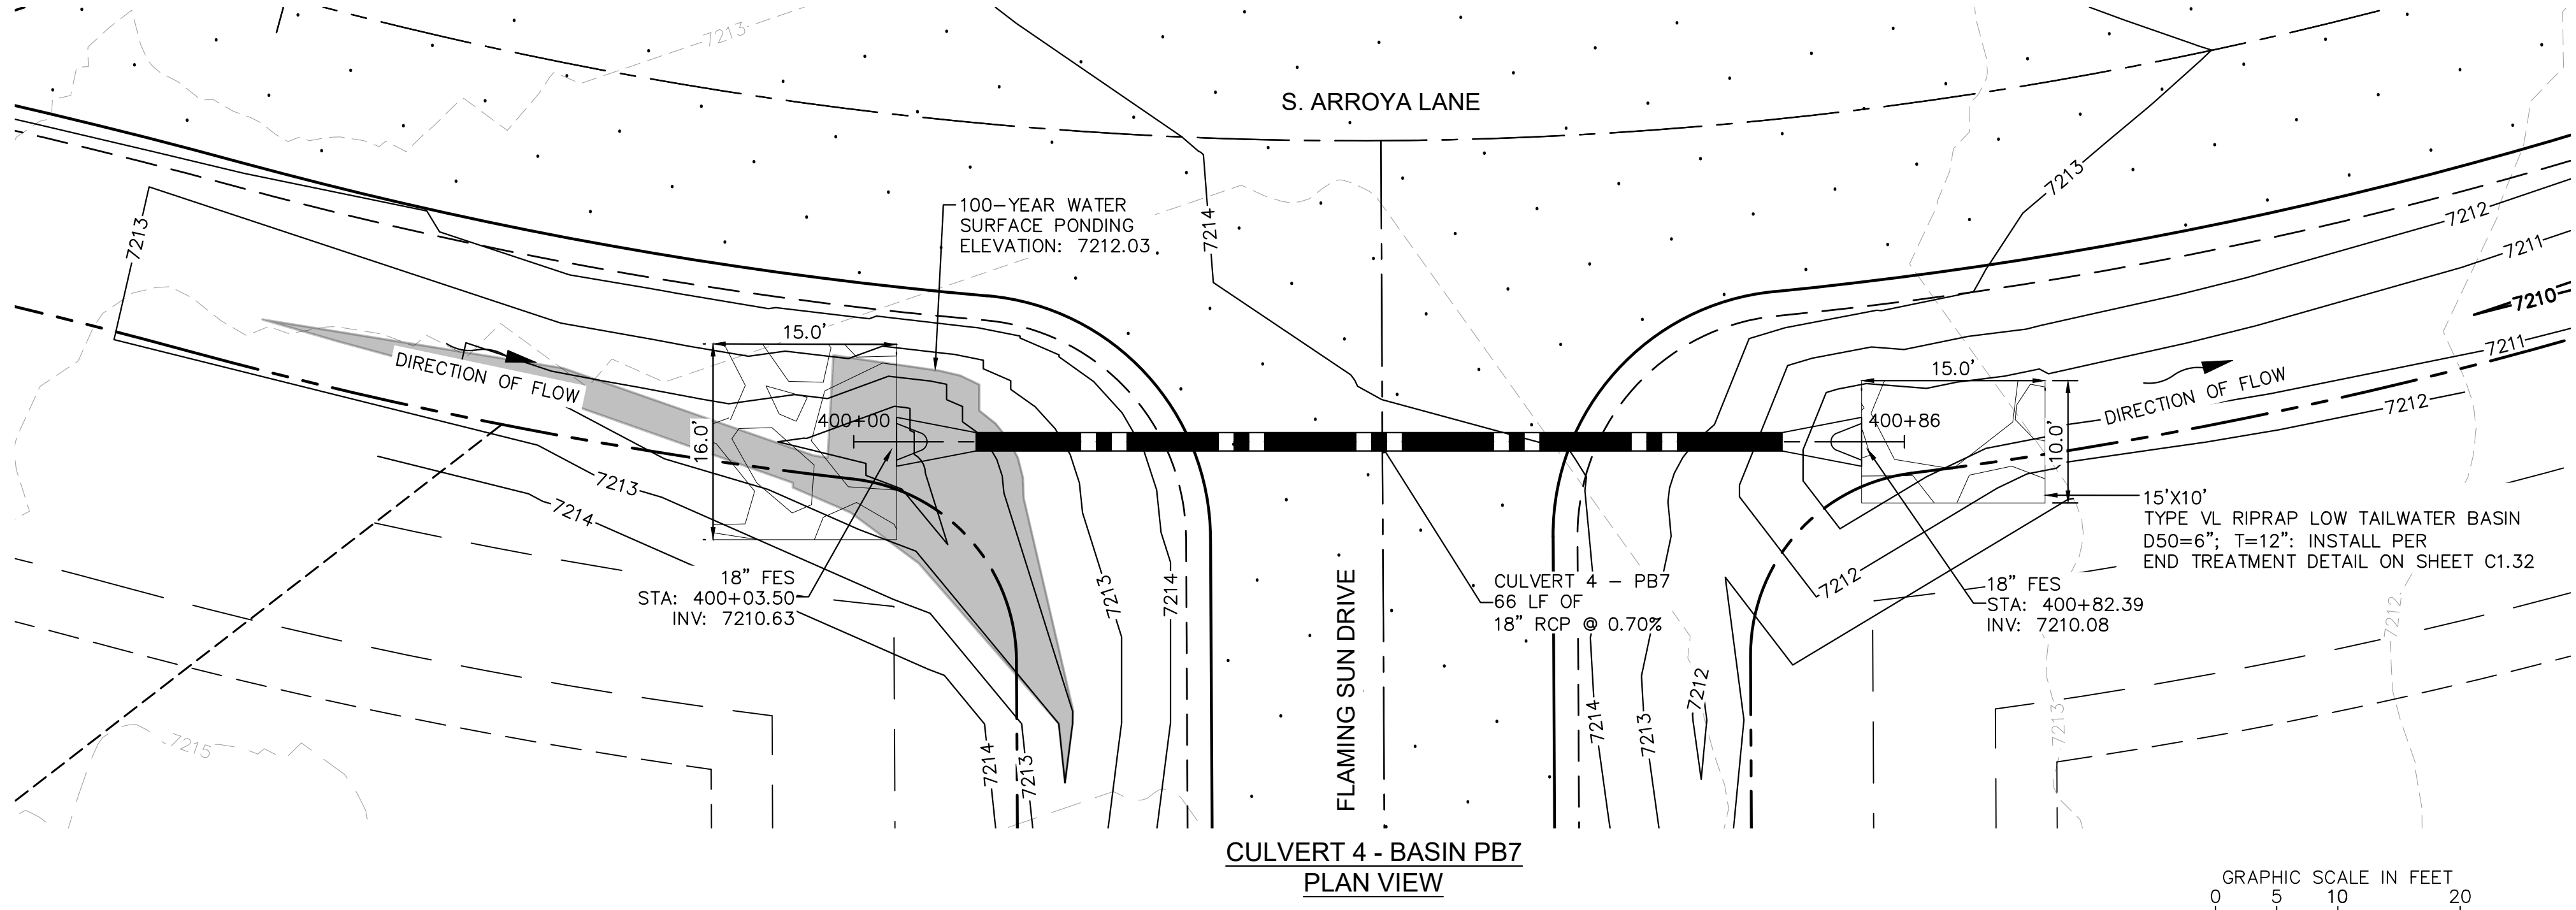 7213
S. ARROYA LANE
7213
7212
7211
7210
7211
7212
7213
7214
100-YEAR WATER
SURFACE PONDING
ELEVATION: 7212.03
15.0'
16.0'
DIRECTION OF FLOW
400+00
15.0'
10.0'
400+86
DIRECTION OF FLOW
7213
7214
18" FES
STA: 400+03.50
INV: 7210.63
7213
7214
CULVERT 4 - PB7
66 LF OF
18" RCP @ 0.70%
15'X10'
TYPE VL RIPRAP LOW TAILWATER BASIN
D50=6"; T=12": INSTALL PER
END TREATMENT DETAIL ON SHEET C1.32
18" FES
STA: 400+82.39
INV: 7210.08
7212
7212
7213
7212
7215
7214
7213
FLAMING SUN DRIVE
7214
7213
7212
CULVERT 4 - BASIN PB7
PLAN VIEW
GRAPHIC SCALE IN FEET
0 5 10 20